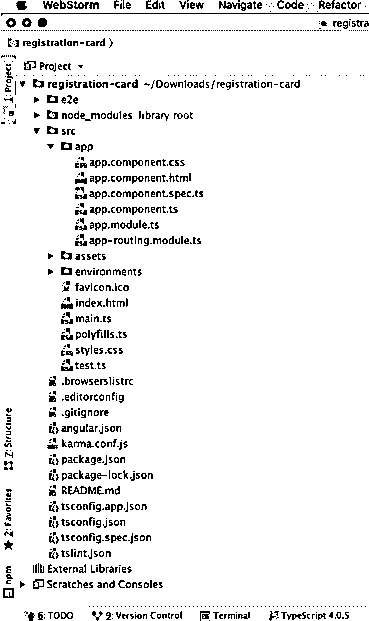 WebStorm File Edit View Navigate Code Refactor
registra
registration-card
Project
1: Project
registration-card ~/Downloads/registration-card
e2e
node_modules library root
src
app
app.component.css
app.component.html
app.component.spec.ts
app.component.ts
app.module.ts
app-routing.module.ts
assets
environments
favicon.ico
index.html
main.ts
polyfills.ts
styles.css
test.ts
.browserslistrc
.editorconfig
.gitignore
angular.json
karma.conf.js
package.json
package-lock.json
README.md
tsconfig.app.json
tsconfig.json
tsconfig.spec.json
tslint.json
External Libraries
Scratches and Consoles
7: Structure
2: Favorites
npm
6: TODO 9: Version Control Terminal TypeScript 4.0.5